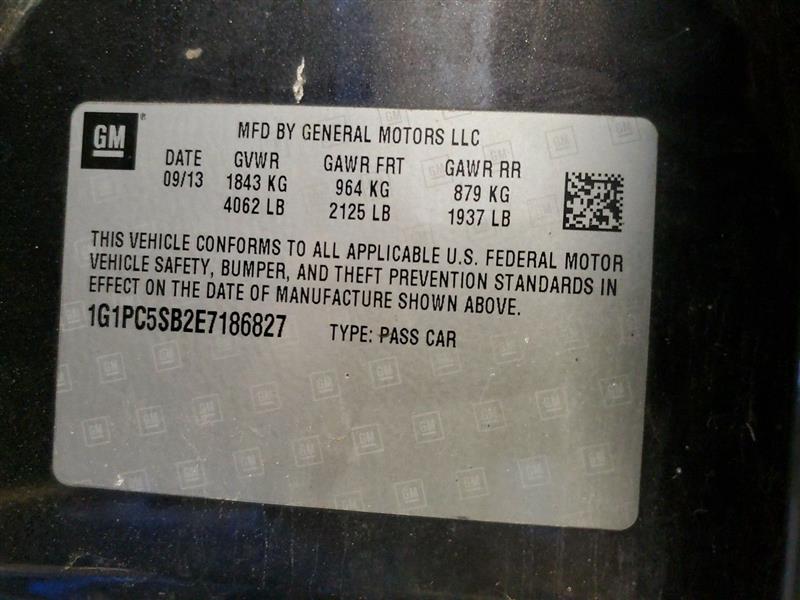 GM
MFD BY GENERAL MOTORS LLC
DATE GVWR GAWR FRT GAWR RR
09/13 1843 KG 964 KG 879 KG
4062 LB 2125 LB 1937 LB
THIS VEHICLE CONFORMS TO ALL APPLICABLE U.S. FEDERAL MOTOR
VEHICLE SAFETY, BUMPER, AND THEFT PREVENTION STANDARDS IN
EFFECT ON THE DATE OF MANUFACTURE SHOWN ABOVE.
1G1PC5SB2E7186827 TYPE: PASS CAR